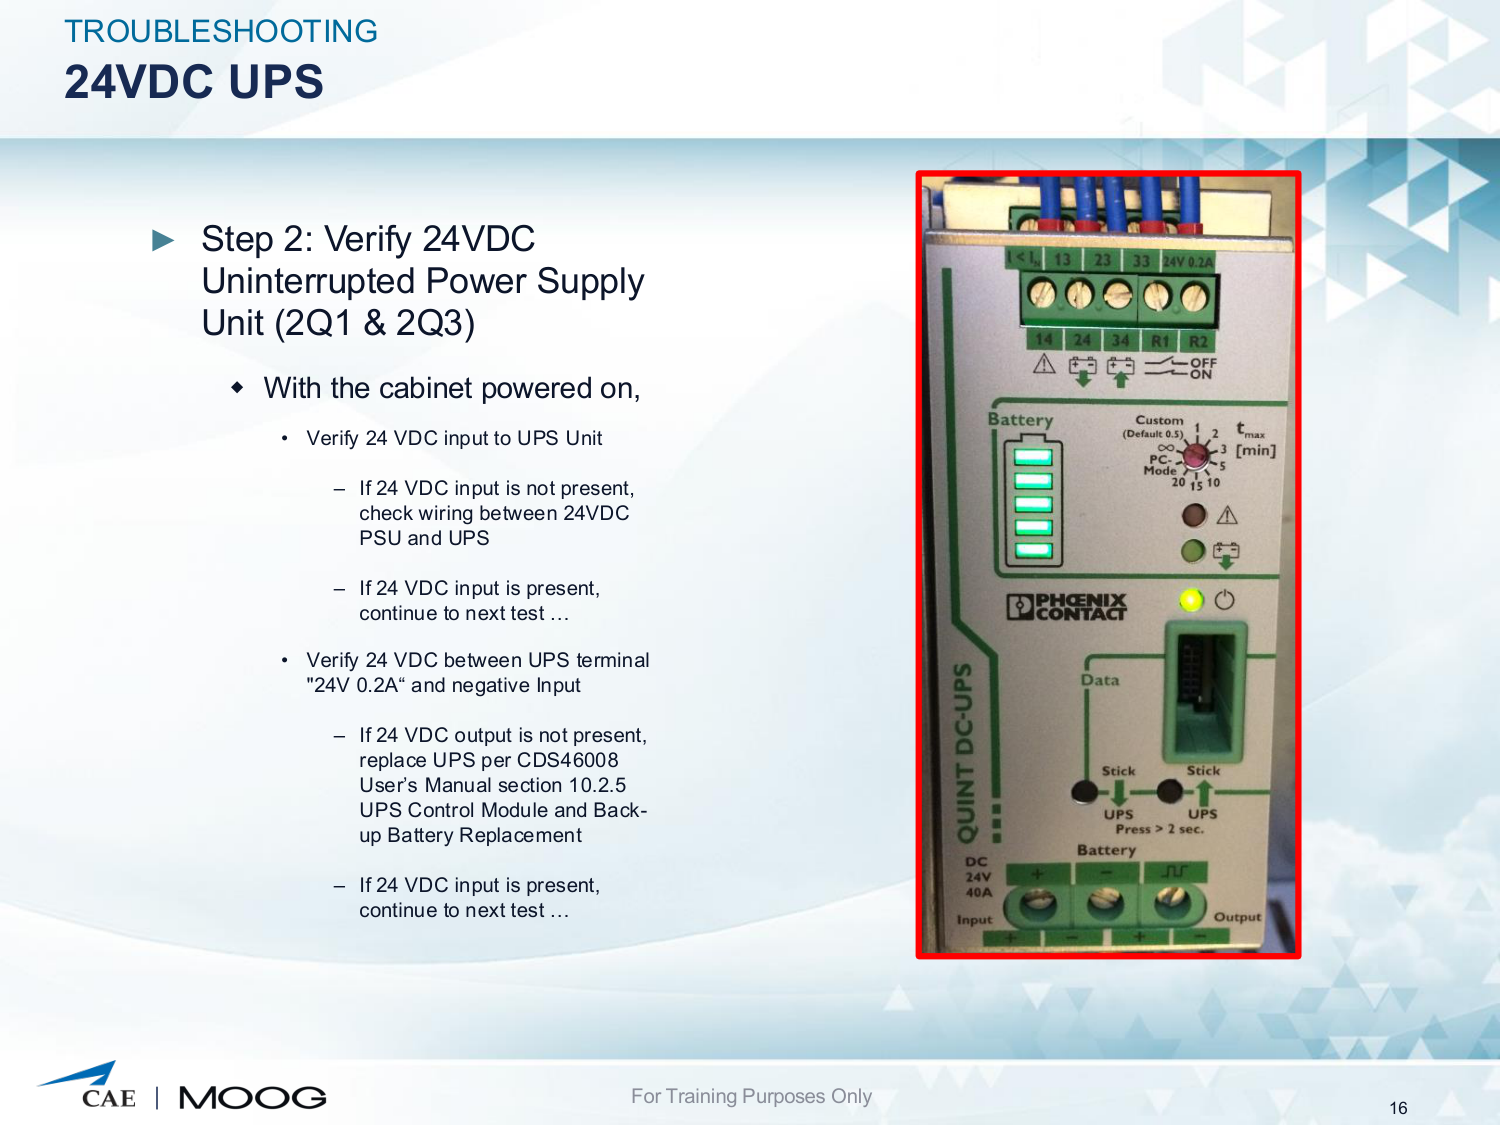 TROUBLESHOOTING
24VDC UPS
► Step 2: Verify 24VDC
Uninterrupted Power Supply
Unit (2Q1 & 2Q3)
◆ With the cabinet powered on,
• Verify 24 VDC input to UPS Unit
– If 24 VDC input is not present,
check wiring between 24VDC
PSU and UPS
– If 24 VDC input is present,
continue to next test …
• Verify 24 VDC between UPS terminal
"24V 0.2A“ and negative Input
– If 24 VDC output is not present,
replace UPS per CDS46008
User’s Manual section 10.2.5
UPS Control Module and Back-
up Battery Replacement
– If 24 VDC input is present,
continue to next test …
I < IN 13 23 33 24V 0.2A
14 24 34 R1 R2
OFF
ON
Battery
Custom
(Default 0.5)
1 2 3 5 10 15 20
∞
PC-
Mode
tmax
[min]
PHŒNIX
CONTACT
Data
QUINT DC-UPS
Stick Stick
UPS UPS
Press > 2 sec.
Battery
DC
24V
40A
+ −
Input Output
+ − + −
CAE | MOOG
For Training Purposes Only
16